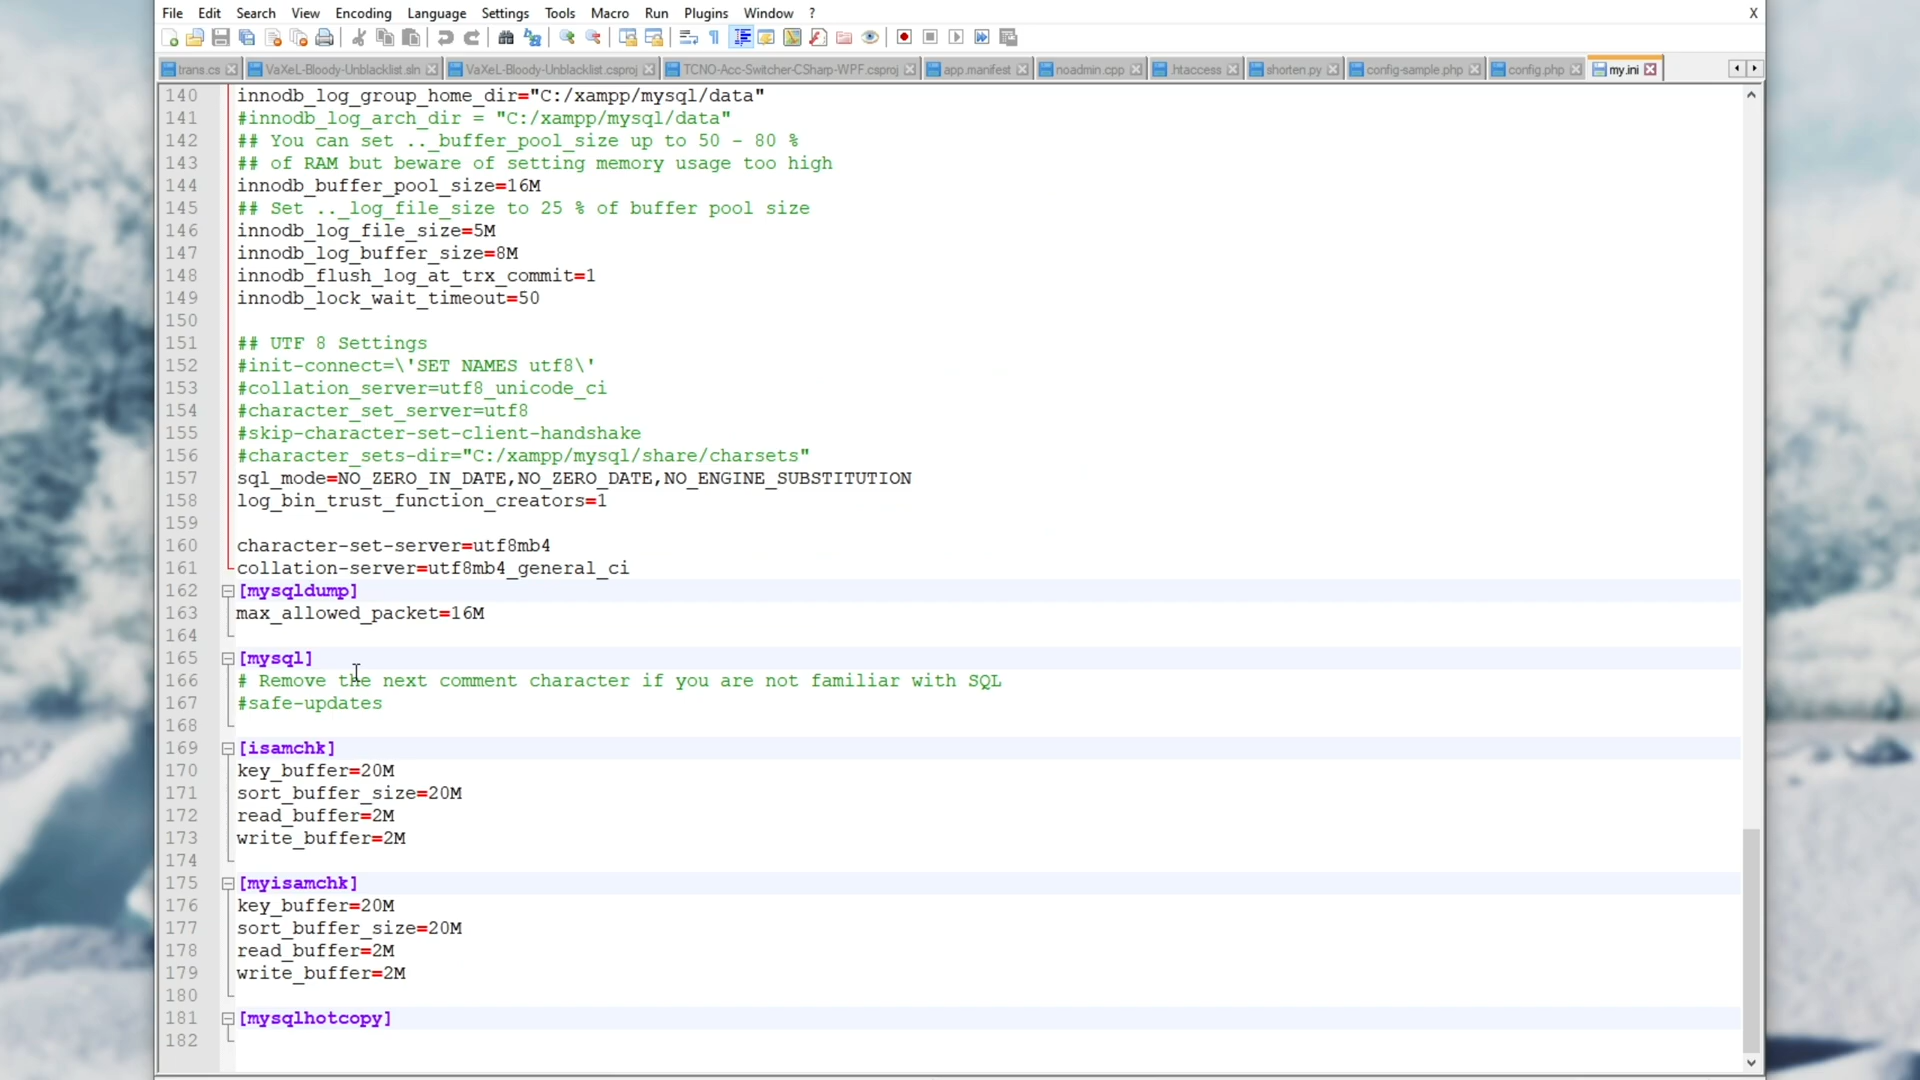 File Edit Search View Encoding Language Settings Tools Macro Run Plugins Window ? X
trans.cs VaXeL-Bloody-Unblacklist.sln VaXeL-Bloody-Unblacklist.csproj TCNO-Acc-Switcher-CSharp-WPF.csproj app.manifest noadmin.cpp .htaccess shorten.py config-sample.php config.php my.ini
140 innodb_log_group_home_dir="C:/xampp/mysql/data"
141 #innodb_log_arch_dir = "C:/xampp/mysql/data"
142 ## You can set .._buffer_pool_size up to 50 - 80 %
143 ## of RAM but beware of setting memory usage too high
144 innodb_buffer_pool_size=16M
145 ## Set .._log_file_size to 25 % of buffer pool size
146 innodb_log_file_size=5M
147 innodb_log_buffer_size=8M
148 innodb_flush_log_at_trx_commit=1
149 innodb_lock_wait_timeout=50
150
151 ## UTF 8 Settings
152 #init-connect=\'SET NAMES utf8\'
153 #collation_server=utf8_unicode_ci
154 #character_set_server=utf8
155 #skip-character-set-client-handshake
156 #character_sets-dir="C:/xampp/mysql/share/charsets"
157 sql_mode=NO_ZERO_IN_DATE,NO_ZERO_DATE,NO_ENGINE_SUBSTITUTION
158 log_bin_trust_function_creators=1
159
160 character-set-server=utf8mb4
161 collation-server=utf8mb4_general_ci
162 [mysqldump]
163 max_allowed_packet=16M
164
165 [mysql]
166 # Remove the next comment character if you are not familiar with SQL
167 #safe-updates
168
169 [isamchk]
170 key_buffer=20M
171 sort_buffer_size=20M
172 read_buffer=2M
173 write_buffer=2M
174
175 [myisamchk]
176 key_buffer=20M
177 sort_buffer_size=20M
178 read_buffer=2M
179 write_buffer=2M
180
181 [mysqlhotcopy]
182